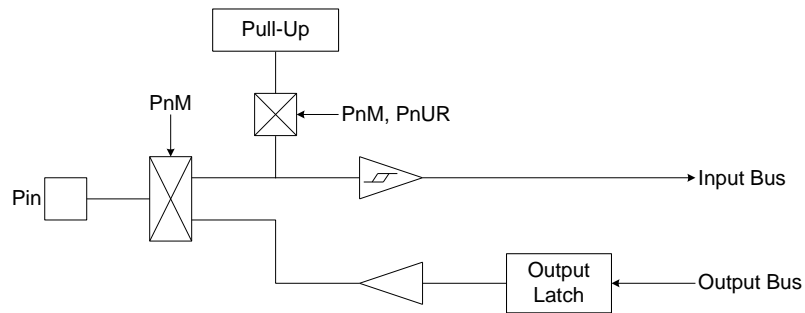 Pull-Up
PnM
PnM, PnUR
Pin
Input Bus
Output
Latch
Output Bus